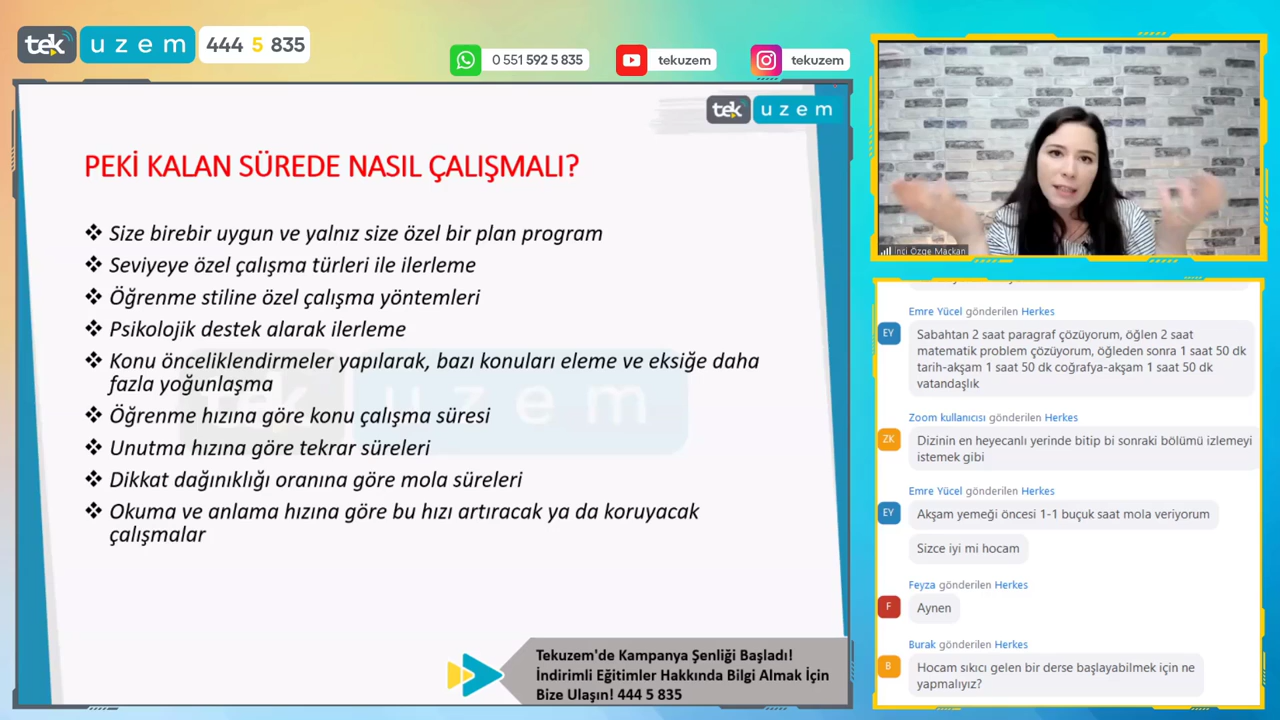 tek uzem 444 5 835
0 551 592 5 835
tekuzem
tekuzem
tek uzem
PEKİ KALAN SÜREDE NASIL ÇALIŞMALI?
❖ Size birebir uygun ve yalnız size özel bir plan program
❖ Seviyeye özel çalışma türleri ile ilerleme
❖ Öğrenme stiline özel çalışma yöntemleri
❖ Psikolojik destek alarak ilerleme
❖ Konu önceliklendirmeler yapılarak, bazı konuları eleme ve eksiğe daha
fazla yoğunlaşma
❖ Öğrenme hızına göre konu çalışma süresi
❖ Unutma hızına göre tekrar süreleri
❖ Dikkat dağınıklığı oranına göre mola süreleri
❖ Okuma ve anlama hızına göre bu hızı artıracak ya da koruyacak
çalışmalar
tek uzem
Tekuzem'de Kampanya Şenliği Başladı!
İndirimli Eğitimler Hakkında Bilgi Almak İçin
Bize Ulaşın! 444 5 835
İnci Özge Maçkan
Emre Yücel gönderilen Herkes
EY
Sabahtan 2 saat paragraf çözüyorum, öğlen 2 saat
matematik problem çözüyorum, öğleden sonra 1 saat 50 dk
tarih-akşam 1 saat 50 dk coğrafya-akşam 1 saat 50 dk
vatandaşlık
Zoom kullanıcısı gönderilen Herkes
ZK
Dizinin en heyecanlı yerinde bitip bi sonraki bölümü izlemeyi
istemek gibi
Emre Yücel gönderilen Herkes
EY
Akşam yemeği öncesi 1-1 buçuk saat mola veriyorum
Sizce iyi mi hocam
Feyza gönderilen Herkes
F
Aynen
Burak gönderilen Herkes
B
Hocam sıkıcı gelen bir derse başlayabilmek için ne
yapmalıyız?